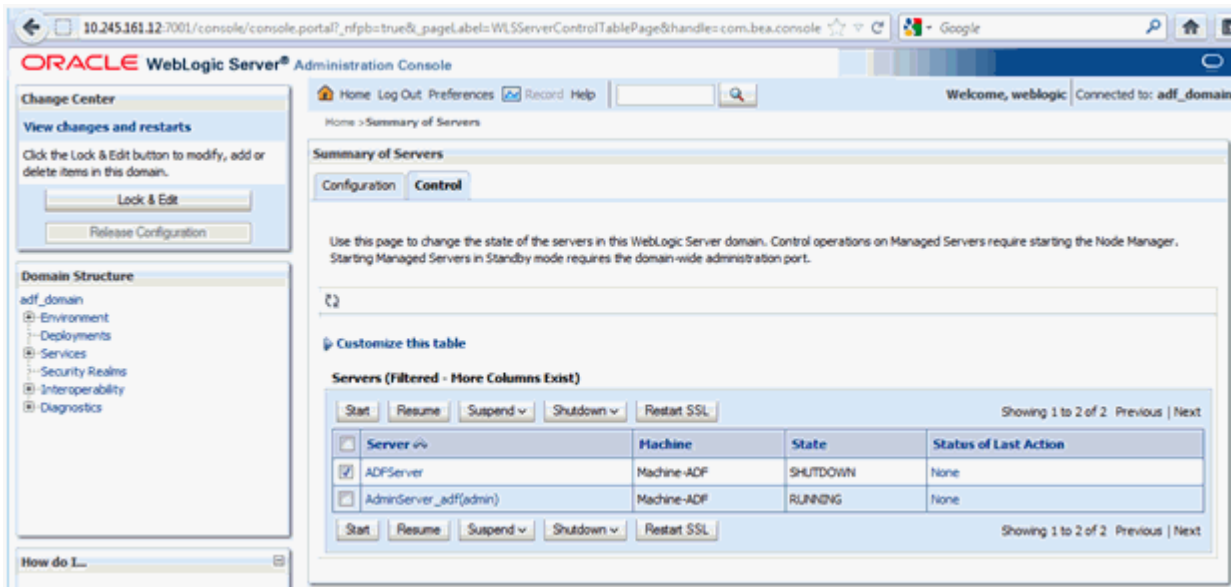 10.245.161.12:7001/console/console.portal?_nfpb=true&_pageLabel=WLSServerControlTablePage&handle=com.bea.console
Google
ORACLE WebLogic Server® Administration Console
Change Center
View changes and restarts
Click the Lock & Edit button to modify, add or
delete items in this domain.
Lock & Edit
Release Configuration
Domain Structure
adf_domain
Environment
Deployments
Services
Security Realms
Interoperability
Diagnostics
How do I...
Home Log Out Preferences Record Help
Welcome, weblogic Connected to: adf_domain
Home >Summary of Servers
Summary of Servers
Configuration Control
Use this page to change the state of the servers in this WebLogic Server domain. Control operations on Managed Servers require starting the Node Manager.
Starting Managed Servers in Standby mode requires the domain-wide administration port.
Customize this table
Servers (Filtered - More Columns Exist)
Start Resume Suspend Shutdown Restart SSL Showing 1 to 2 of 2 Previous | Next
Server Machine State Status of Last Action
ADFServer Machine-ADF SHUTDOWN None
AdminServer_adf(admin) Machine-ADF RUNNING None
Start Resume Suspend Shutdown Restart SSL Showing 1 to 2 of 2 Previous | Next